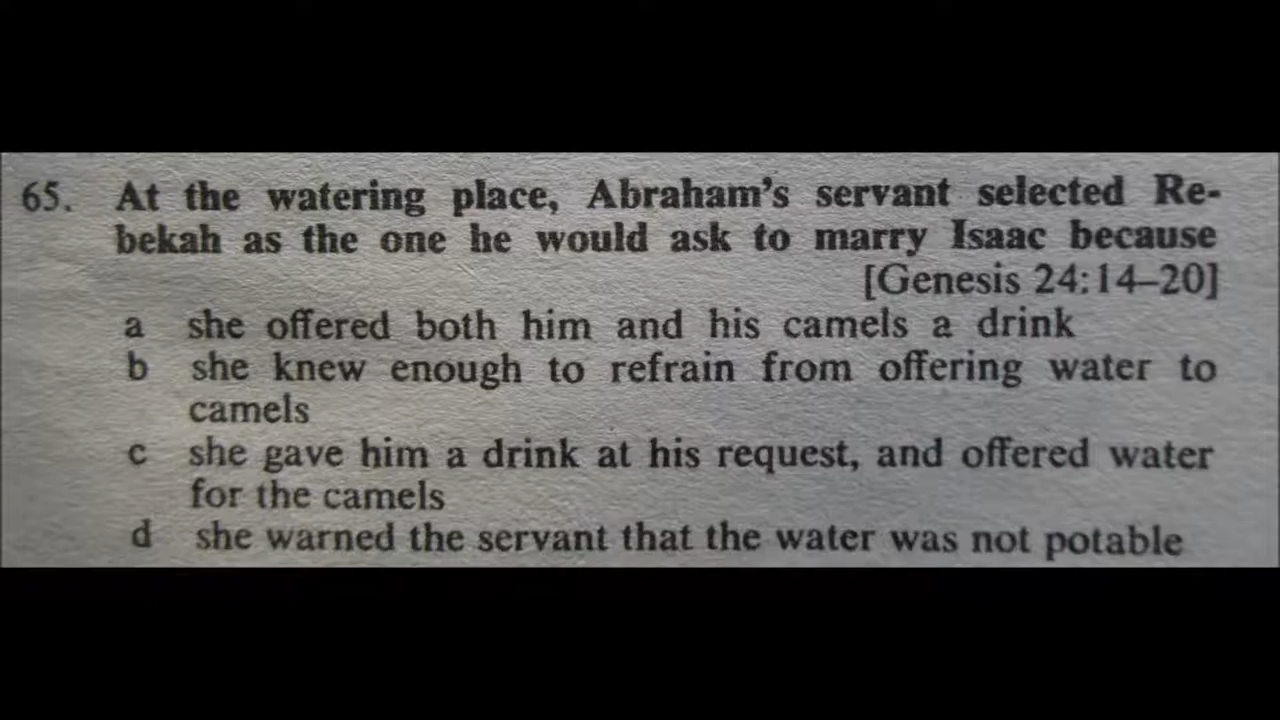 65. At the watering place, Abraham's servant selected Re-
bekah as the one he would ask to marry Isaac because
[Genesis 24:14–20]
a she offered both him and his camels a drink
b she knew enough to refrain from offering water to
camels
c she gave him a drink at his request, and offered water
for the camels
d she warned the servant that the water was not potable